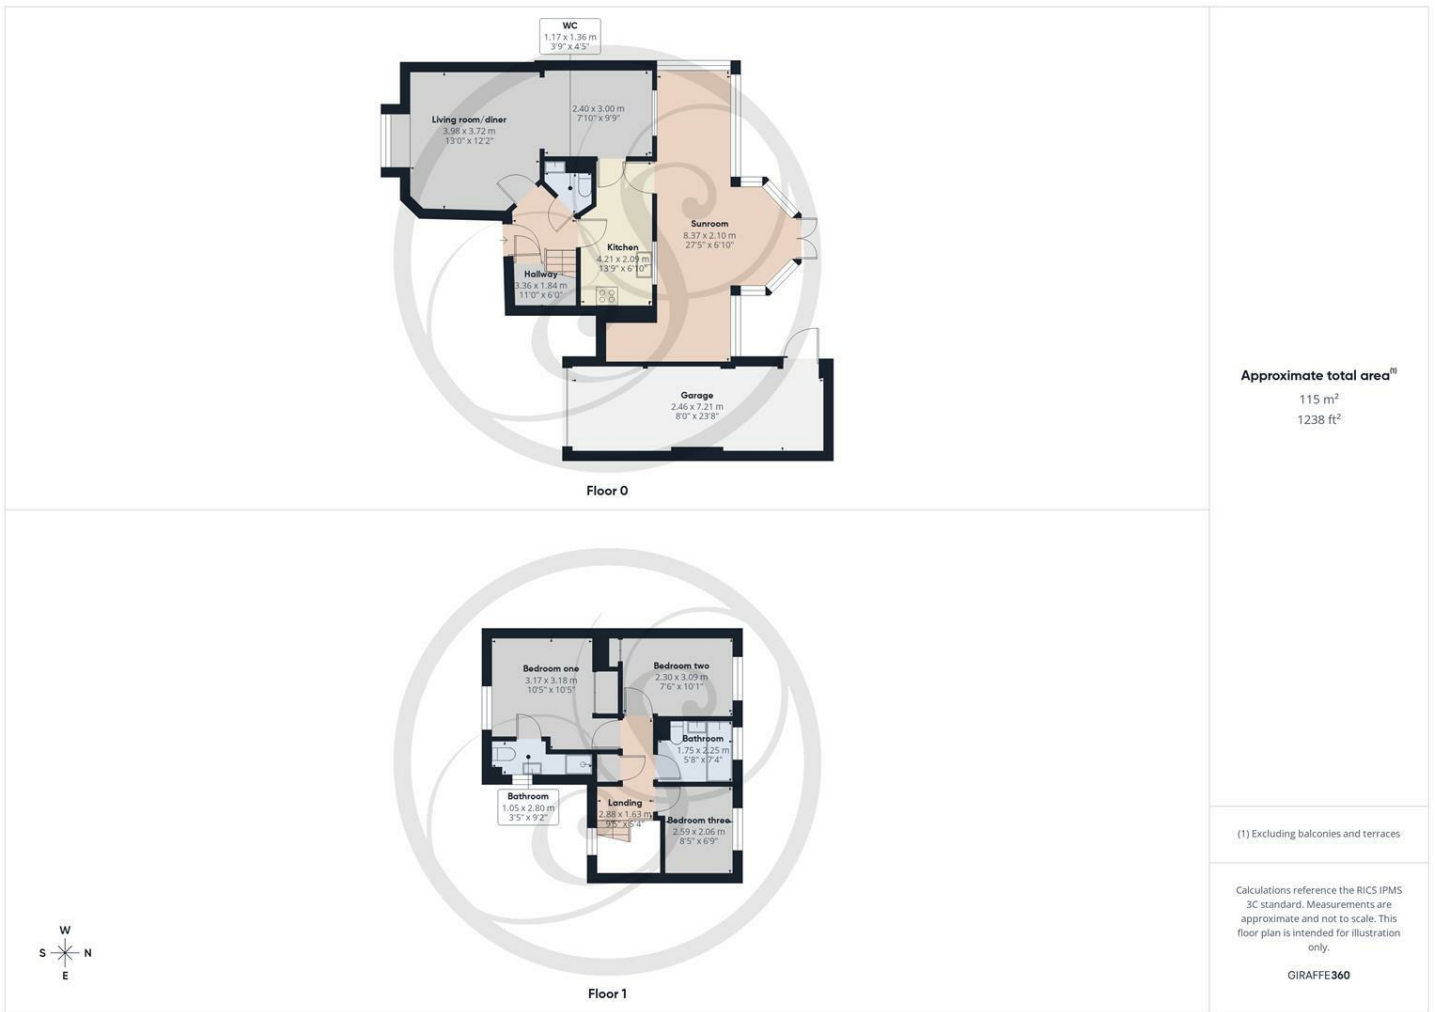 WC
1.17 x 1.36 m
3'9" x 4'5"
Living room/diner
3.98 x 3.72 m
13'0" x 12'2"
2.40 x 3.00 m
7'10" x 9'9"
Sunroom
8.37 x 2.10 m
27'5" x 6'10"
Kitchen
4.21 x 2.09 m
13'9" x 6'10"
Hallway
3.36 x 1.84 m
11'0" x 6'0"
Garage
2.46 x 7.21 m
8'0" x 23'8"
Floor 0
Approximate total area(1)
115 m²
1238 ft²
Bedroom one
3.17 x 3.18 m
10'5" x 10'5"
Bedroom two
2.30 x 3.09 m
7'6" x 10'1"
Bathroom
1.75 x 2.25 m
5'8" x 7'4"
Bathroom
1.05 x 2.80 m
3'5" x 9'2"
Landing
2.88 x 1.63 m
9'5" x 5'4"
Bedroom three
2.59 x 2.06 m
8'5" x 6'9"
Floor 1
W
S N
E
(1) Excluding balconies and terraces
Calculations reference the RICS IPMS
3C standard. Measurements are
approximate and not to scale. This
floor plan is intended for illustration
only.
GIRAFFE360